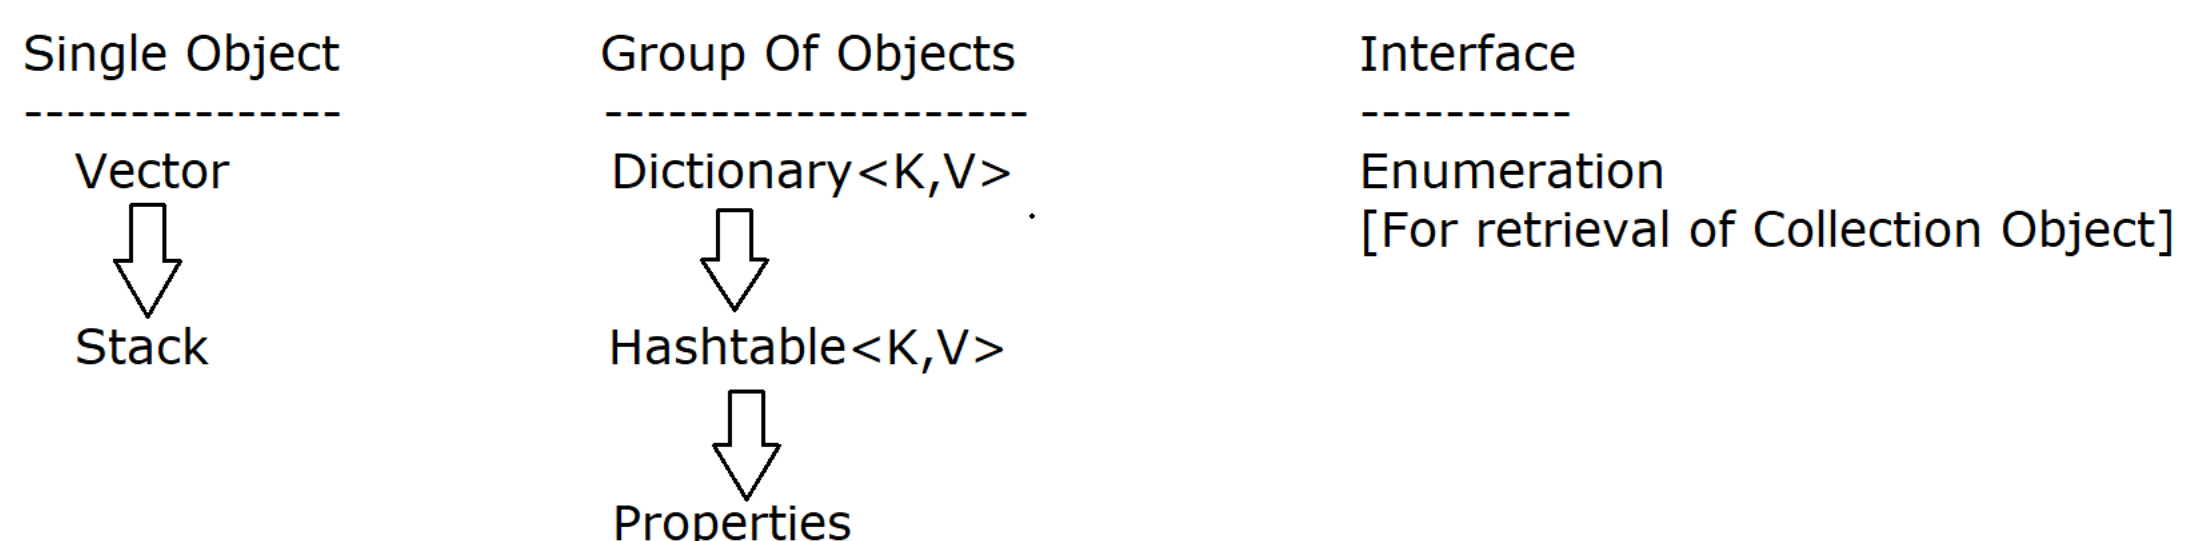 Single Object
---------------
Vector
Stack
Group Of Objects
--------------------
Dictionary<K,V>
Hashtable<K,V>
Properties
Interface
----------
Enumeration
[For retrieval of Collection Object]